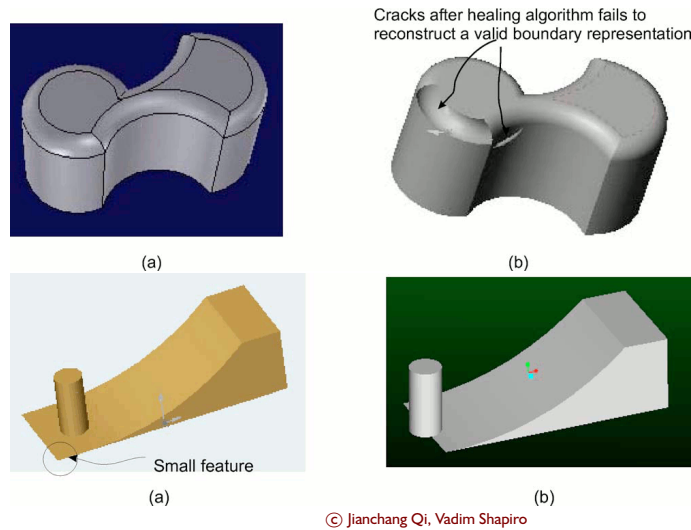 Cracks after healing algorithm fails to
reconstruct a valid boundary representation
(a)
(b)
Small feature
(a)
(b)
© Jianchang Qi, Vadim Shapiro